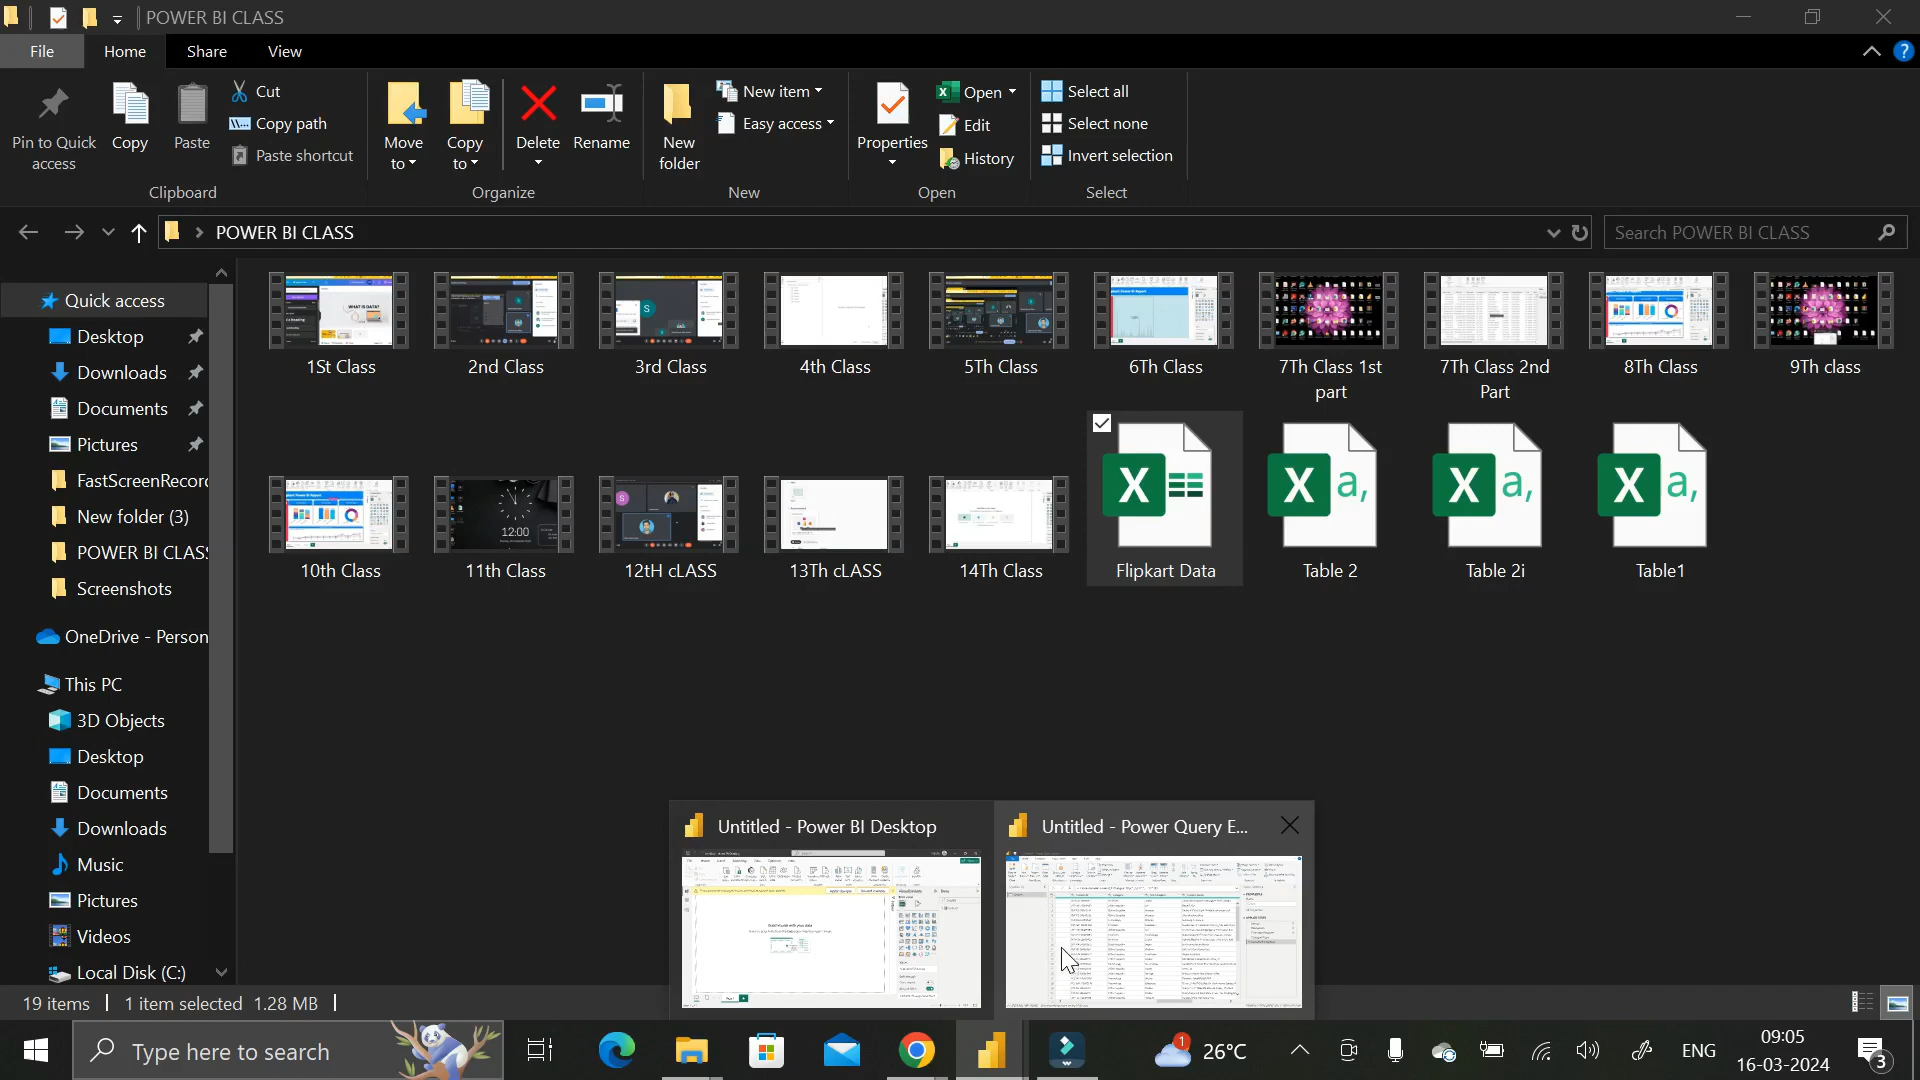 POWER BI CLASS
File Home Share View
Pin to Quick access
Copy
Paste
Cut
Copy path
Paste shortcut
Clipboard
Move to
Copy to
Delete
Rename
Organize
New folder
New item
Easy access
New
Properties
Open
Edit
History
Open
Select all
Select none
Invert selection
Select
POWER BI CLASS
Search POWER BI CLASS
Quick access
Desktop
Downloads
Documents
Pictures
FastScreenRecor
New folder (3)
POWER BI CLAS
Screenshots
OneDrive - Person
This PC
3D Objects
Desktop
Documents
Downloads
Music
Pictures
Videos
Local Disk (C:)
1St Class
2nd Class
3rd Class
4th Class
5Th Class
6Th Class
7Th Class 1st part
7Th Class 2nd Part
8Th Class
9Th class
10th Class
11th Class
12:00
12tH cLASS
13Th cLASS
14Th Class
Flipkart Data
Table 2
Table 2i
Table1
Untitled - Power BI Desktop
Untitled - Power Query E...
19 items 1 item selected 1.28 MB
Type here to search
1
26°C
ENG
09:05
16-03-2024
3